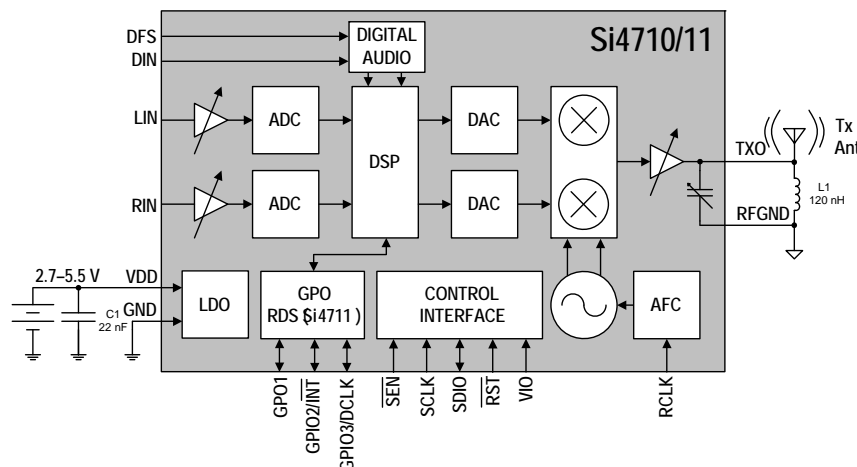 Si4710/11
DFS
DIN
DIGITAL
AUDIO
LIN
ADC
DSP
DAC
TXO
Tx
Ant
RIN
ADC
DAC
L1
120 nH
RFGND
2.7–5.5 V
VDD
C1
22 nF
GND
LDO
GPO
RDS (Si4711)
CONTROL
INTERFACE
AFC
GPO1
GPIO2/INT
GPIO3/DCLK
SEN
SCLK
SDIO
RST
VIO
RCLK